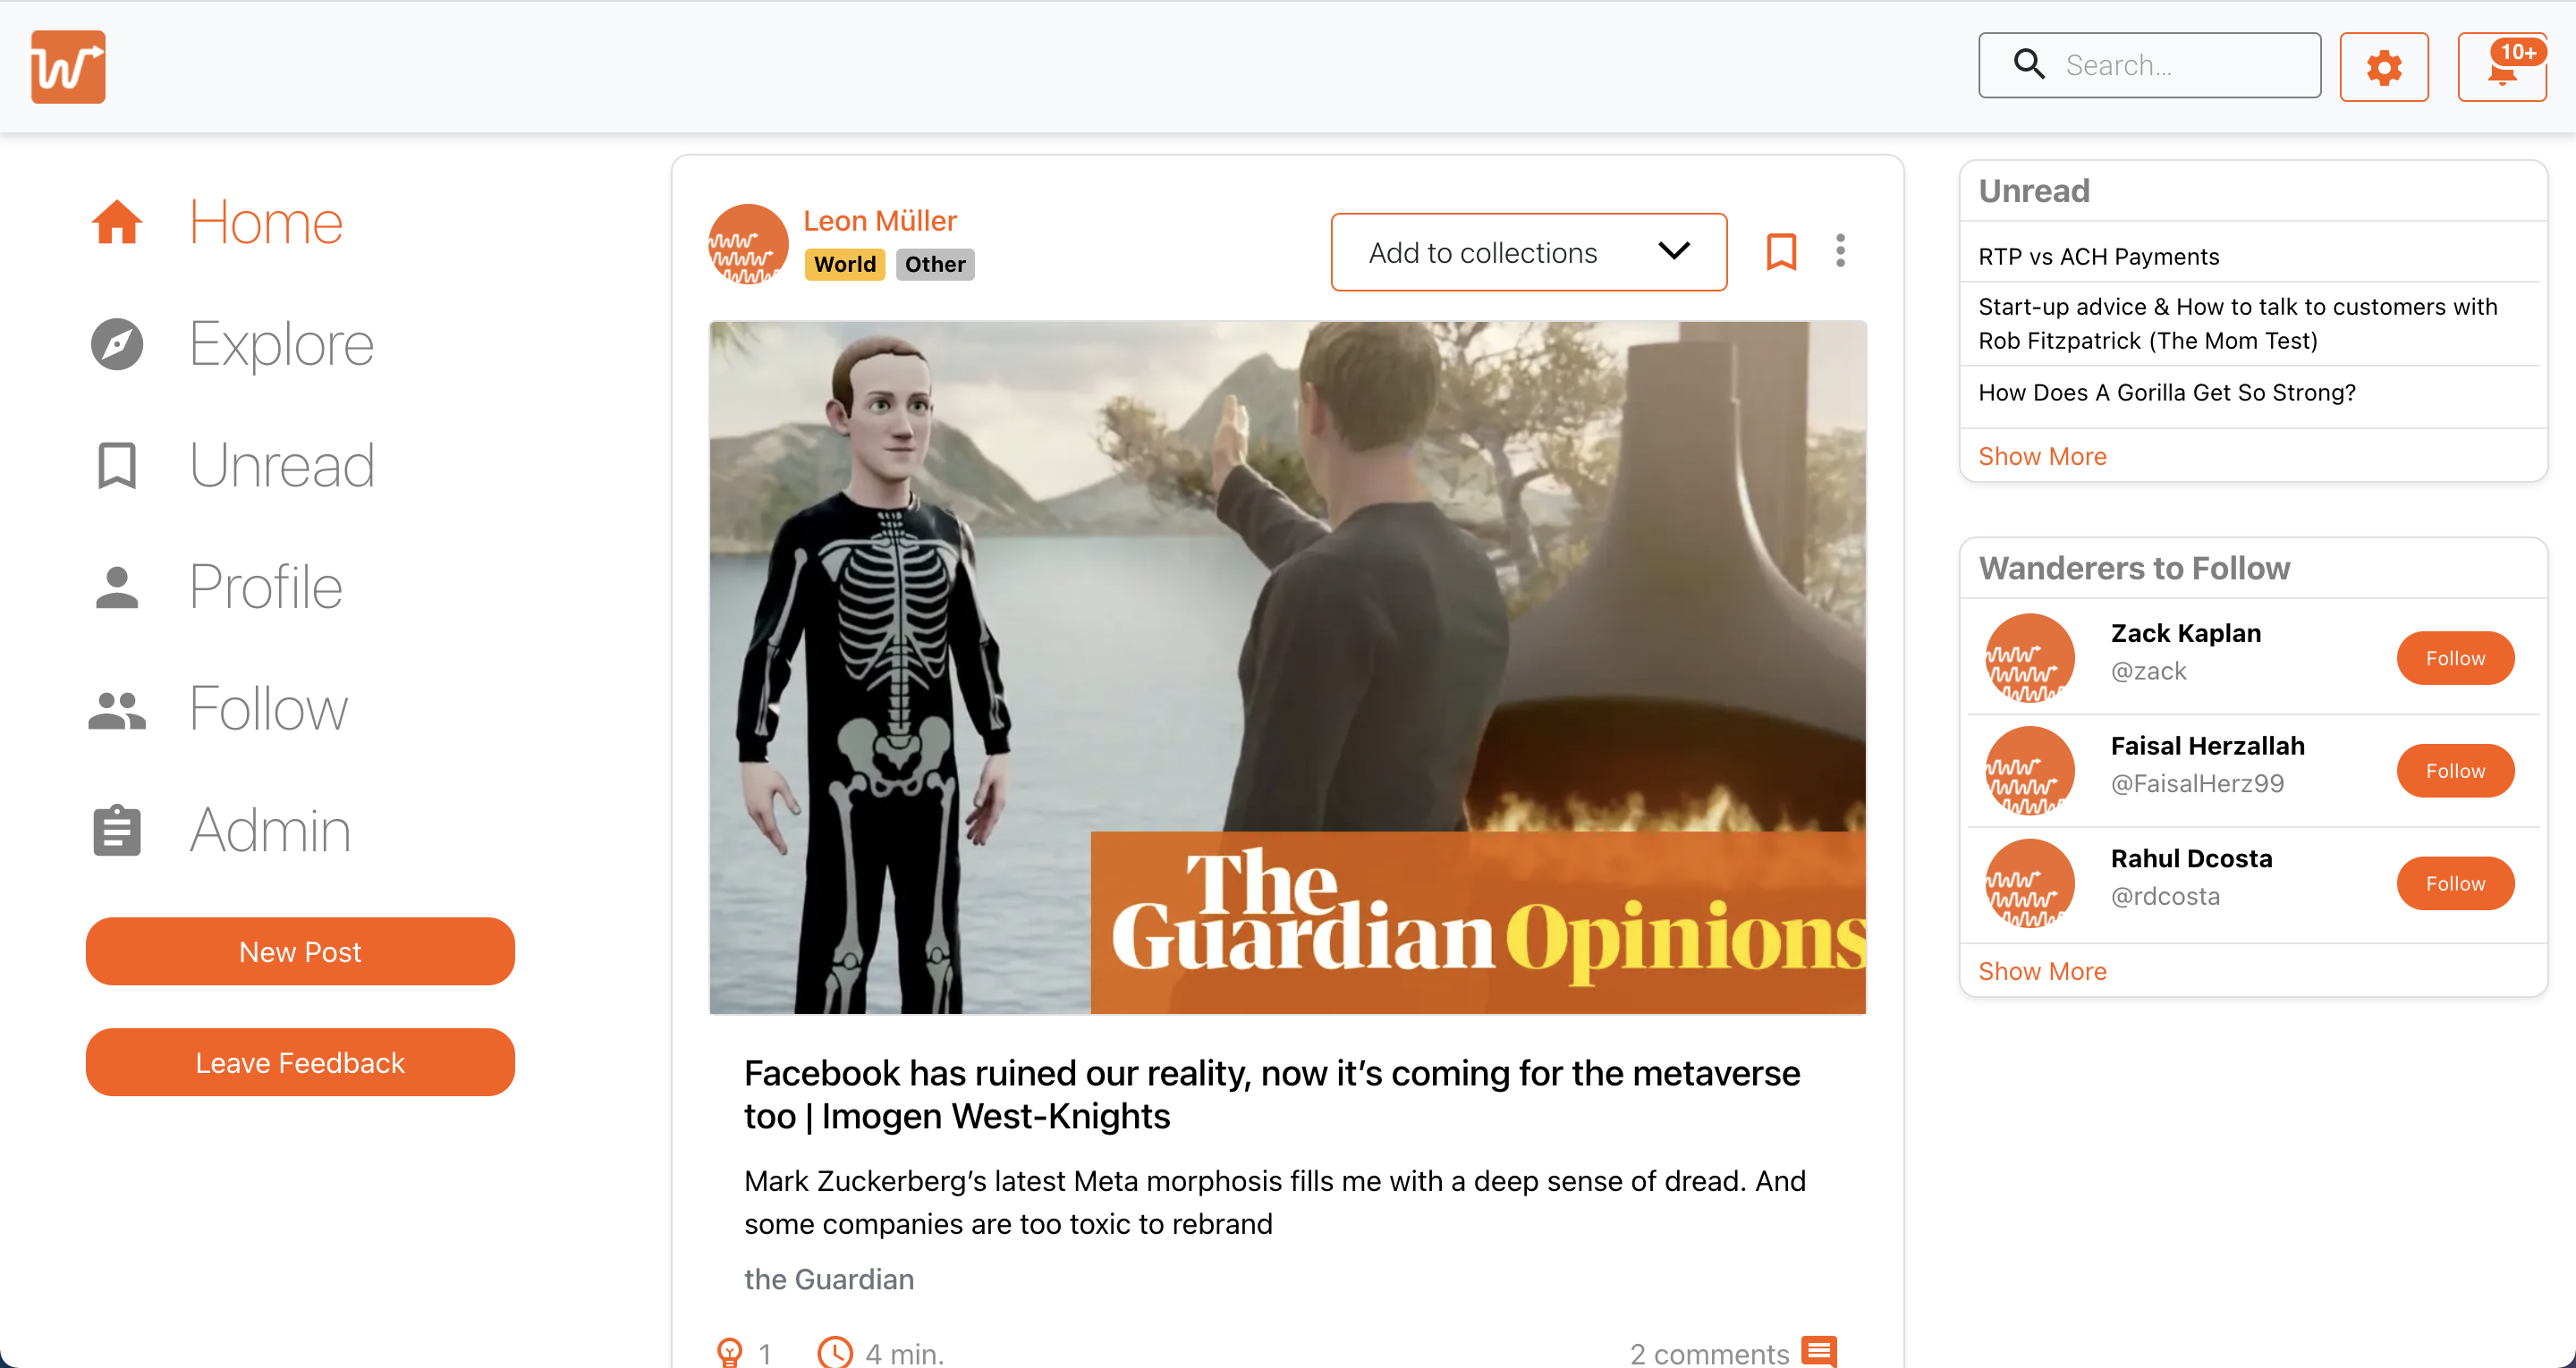 W
Search...
10+
Home
Explore
Unread
Profile
Follow
Admin
New Post
Leave Feedback
Leon Müller
World Other
Add to collections
The
Guardian Opinions
Facebook has ruined our reality, now it’s coming for the metaverse
too | Imogen West-Knights
Mark Zuckerberg’s latest Meta morphosis fills me with a deep sense of dread. And
some companies are too toxic to rebrand
the Guardian
1 4 min.
2 comments
Unread
RTP vs ACH Payments
Start-up advice & How to talk to customers with
Rob Fitzpatrick (The Mom Test)
How Does A Gorilla Get So Strong?
Show More
Wanderers to Follow
Zack Kaplan
@zack
Follow
Faisal Herzallah
@FaisalHerz99
Follow
Rahul Dcosta
@rdcosta
Follow
Show More